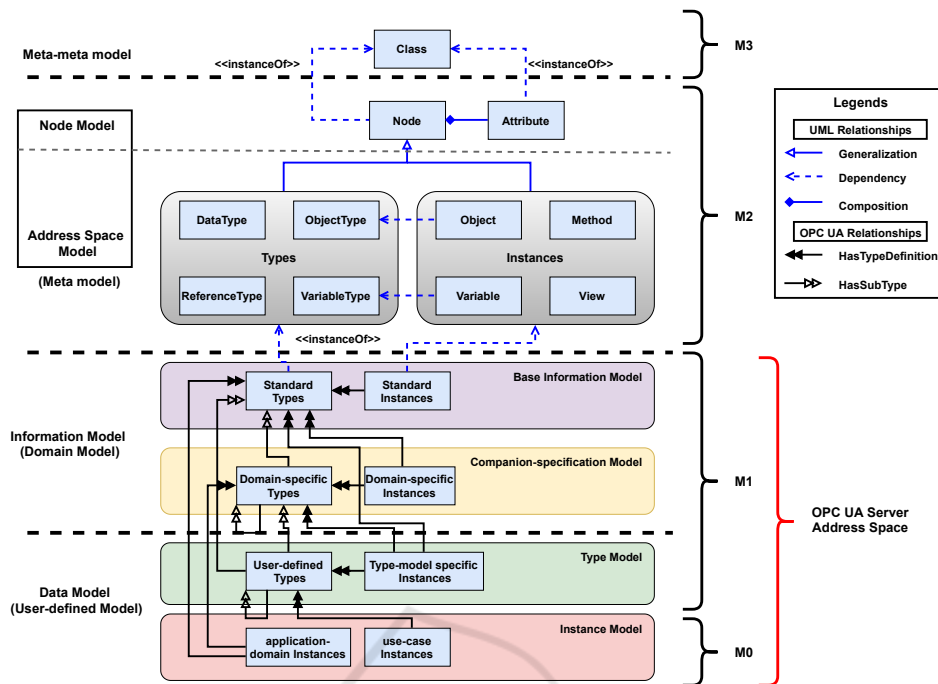 Meta-meta model
Class
M3
<<instanceOf>>
<<instanceOf>>
Node Model
Node
Attribute
Address Space
Model
(Meta model)
DataType
ObjectType
Types
ReferenceType
VariableType
Object
Method
Instances
Variable
View
<<instanceOf>>
M2
Legends
UML Relationships
Generalization
Dependency
Composition
OPC UA Relationships
HasTypeDefinition
HasSubType
Information Model
(Domain Model)
Base Information Model
Standard
Types
Standard
Instances
Companion-specification Model
Domain-specific
Types
Domain-specific
Instances
M1
OPC UA Server
Address Space
Data Model
(User-defined Model)
Type Model
User-defined
Types
Type-model specific
Instances
Instance Model
application-
domain Instances
use-case
Instances
M0